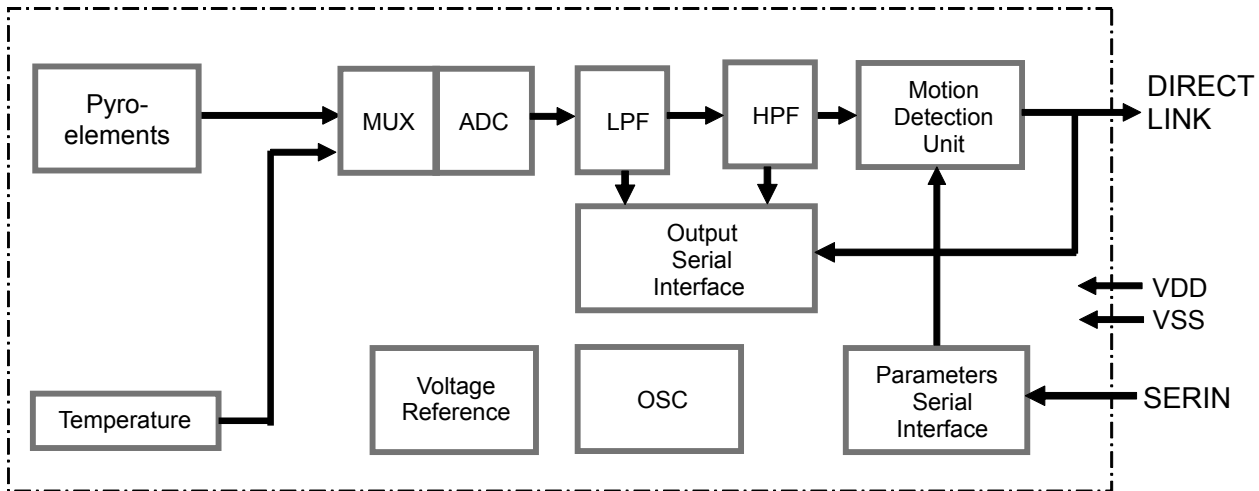 Pyro-
elements
MUX
ADC
LPF
HPF
Motion
Detection
Unit
DIRECT
LINK
Output
Serial
Interface
VDD
VSS
Temperature
Voltage
Reference
OSC
Parameters
Serial
Interface
SERIN